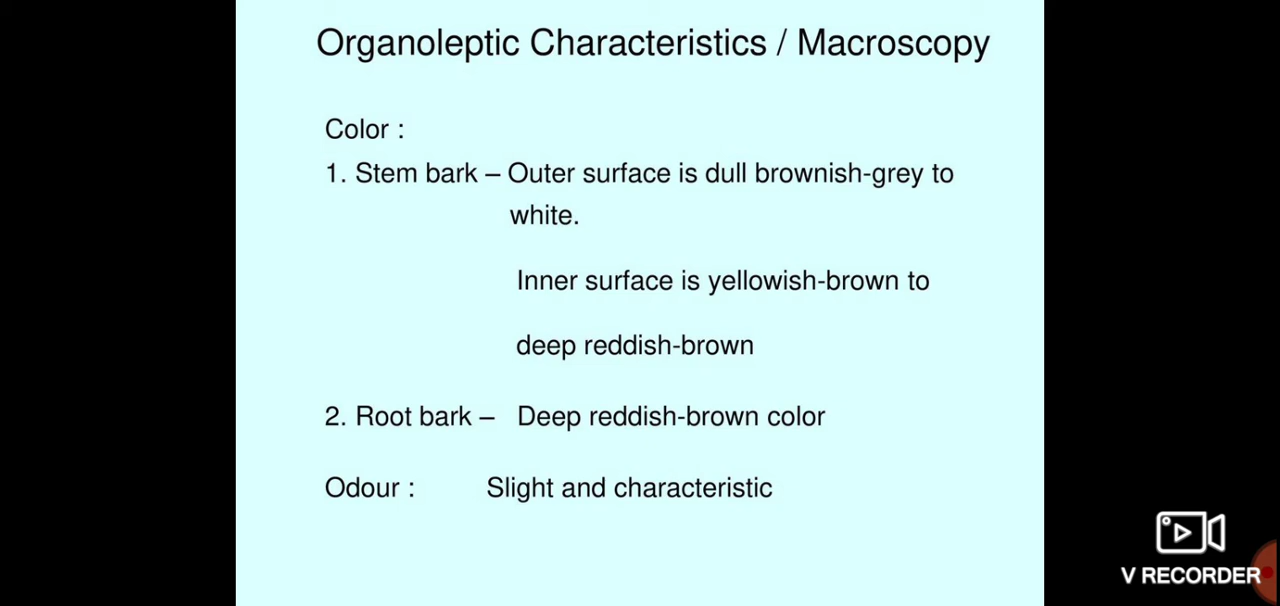 Organoleptic Characteristics / Macroscopy
Color :
1. Stem bark – Outer surface is dull brownish-grey to
white.
Inner surface is yellowish-brown to
deep reddish-brown
2. Root bark – Deep reddish-brown color
Odour : Slight and characteristic
V RECORDER